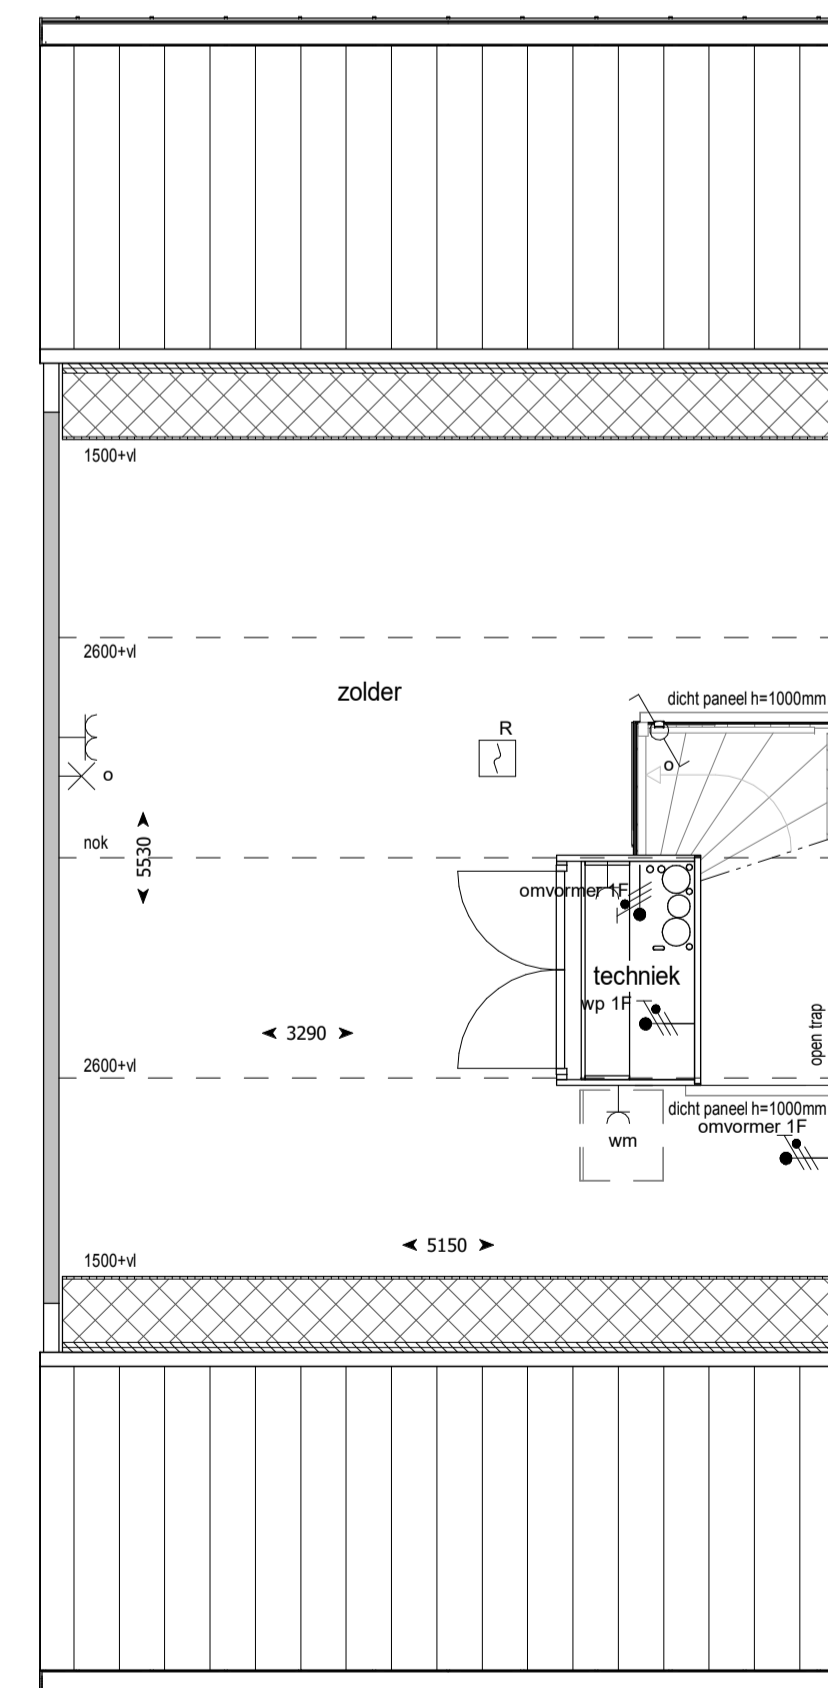 1500+vl
2600+vl
zolder
dicht paneel h=1000mm
R
o
o
nok
5530
omvormer 1F
techniek
wp 1F
open trap
3290
2600+vl
dicht paneel h=1000mm
omvormer 1F
wm
5150
1500+vl